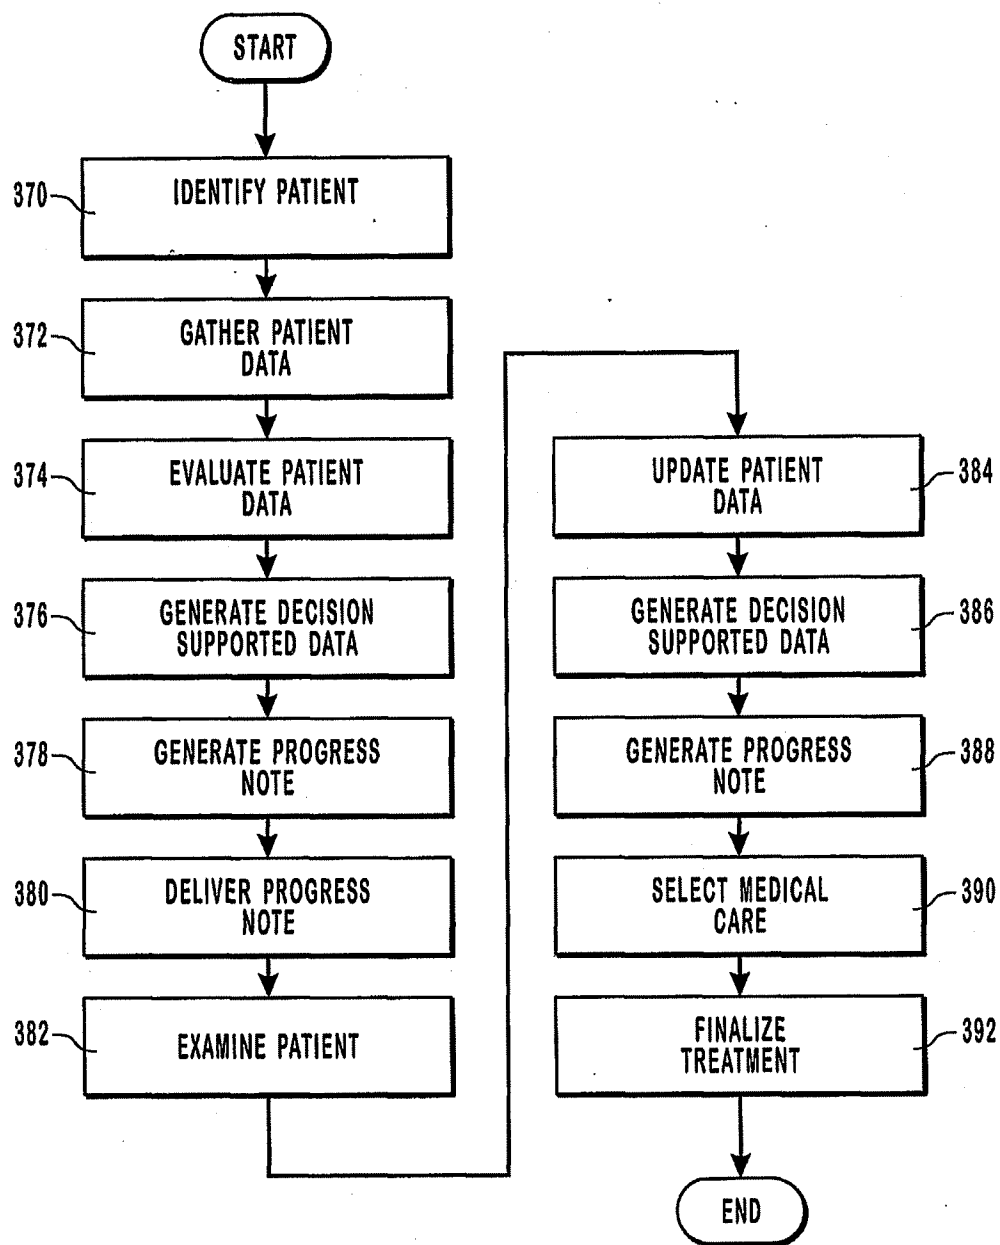 START
370
IDENTIFY PATIENT
372
GATHER PATIENT
DATA
374
EVALUATE PATIENT
DATA
376
GENERATE DECISION
SUPPORTED DATA
378
GENERATE PROGRESS
NOTE
380
DELIVER PROGRESS
NOTE
382
EXAMINE PATIENT
UPDATE PATIENT
DATA
384
GENERATE DECISION
SUPPORTED DATA
386
GENERATE PROGRESS
NOTE
388
SELECT MEDICAL
CARE
390
FINALIZE
TREATMENT
392
END